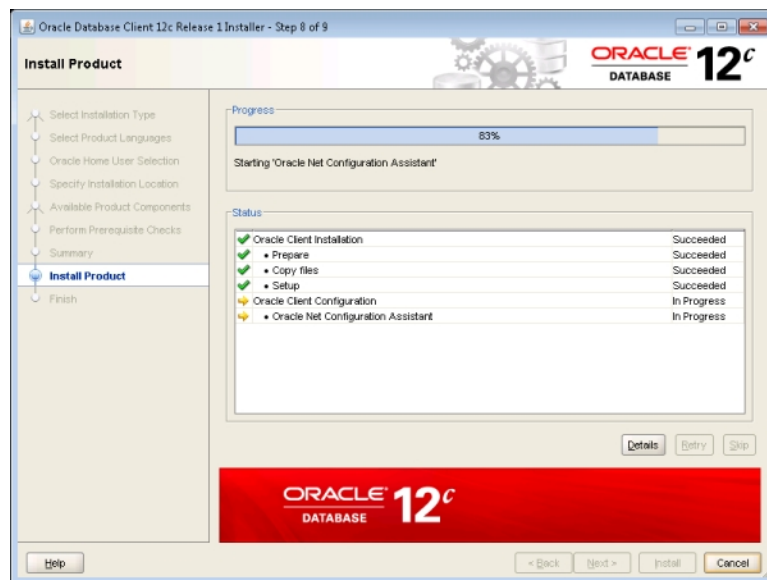 Oracle Database Client 12c Release 1 Installer - Step 8 of 9
Install Product
ORACLE
DATABASE
12c
Select Installation Type
Select Product Languages
Oracle Home User Selection
Specify Installation Location
Available Product Components
Perform Prerequisite Checks
Summary
Install Product
Finish
Progress
83%
Starting 'Oracle Net Configuration Assistant'
Status
Oracle Client Installation Succeeded
• Prepare Succeeded
• Copy files Succeeded
• Setup Succeeded
Oracle Client Configuration In Progress
• Oracle Net Configuration Assistant In Progress
Details Retry Skip
ORACLE
DATABASE
12c
Help < Back Next > Install Cancel